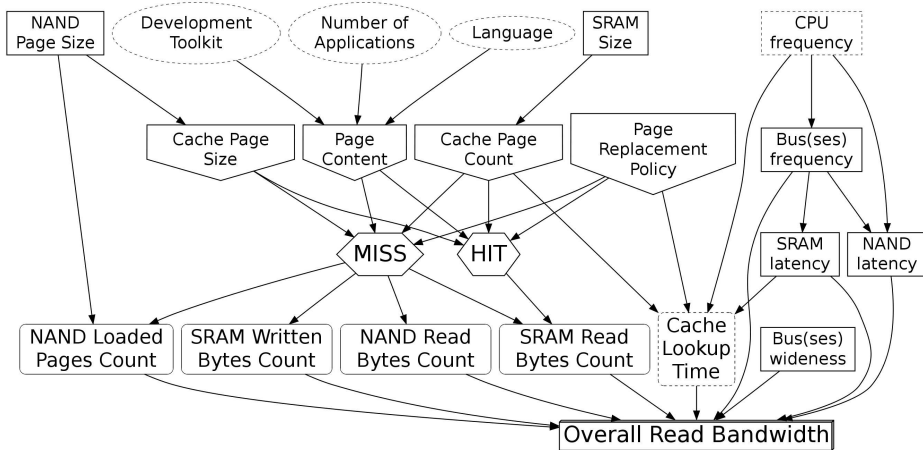 NAND
Page Size
Development
Toolkit
Number of
Applications
Language
SRAM
Size
CPU
frequency
Cache Page
Size
Page
Content
Cache Page
Count
Page
Replacement
Policy
Bus(ses)
frequency
MISS
HIT
SRAM
latency
NAND
latency
NAND Loaded
Pages Count
SRAM Written
Bytes Count
NAND Read
Bytes Count
SRAM Read
Bytes Count
Cache
Lookup
Time
Bus(ses)
wideness
Overall Read Bandwidth